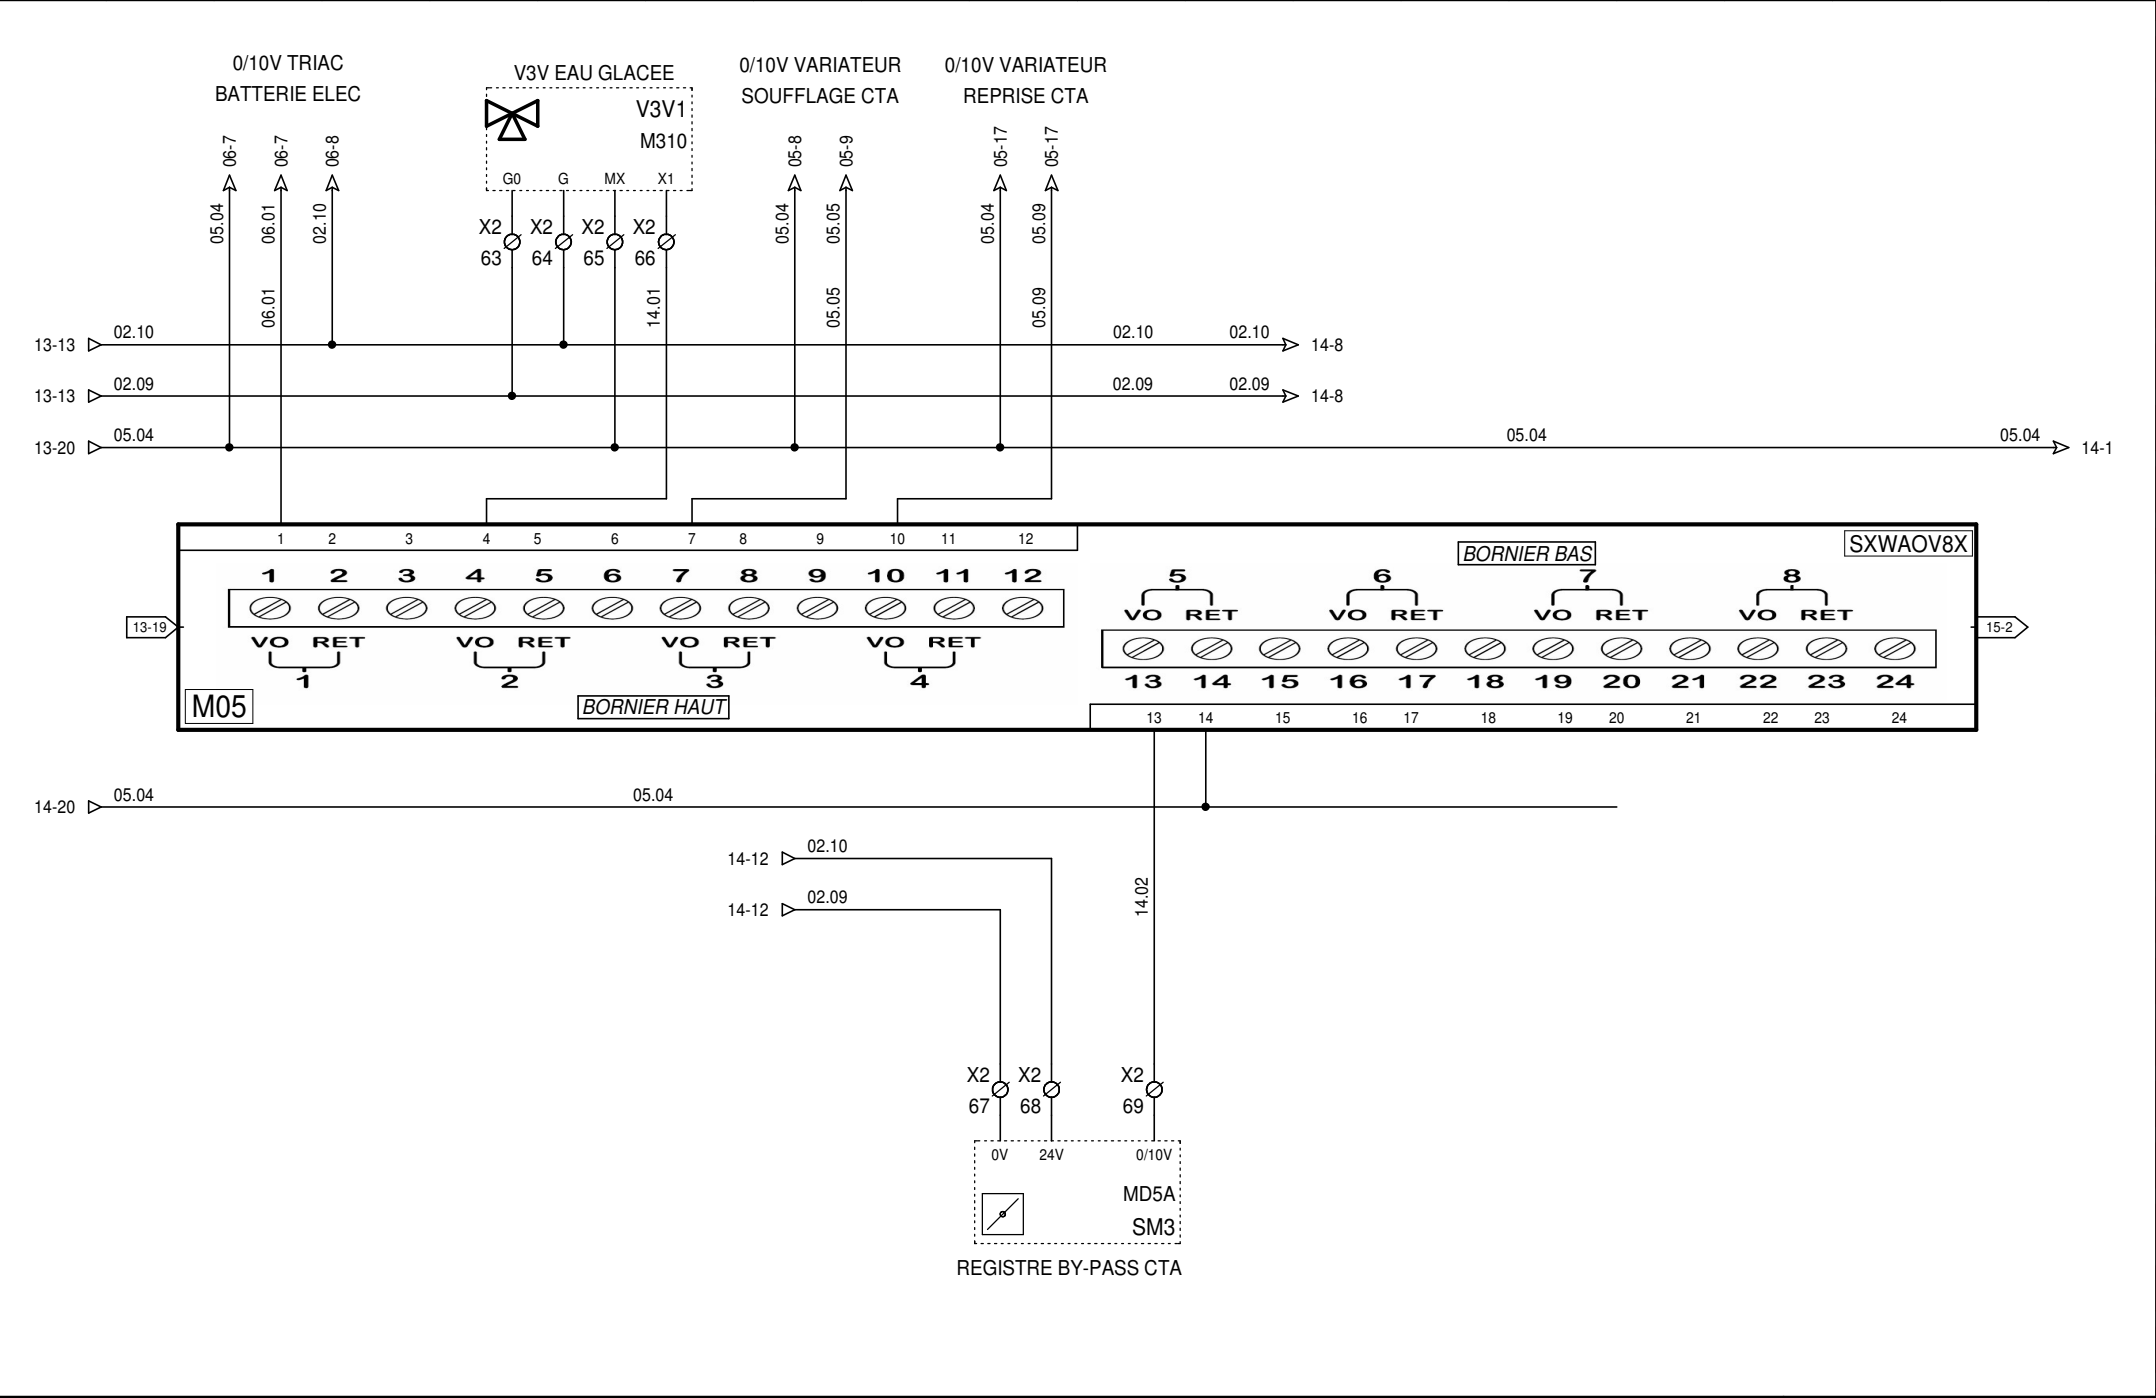 0/10V TRIAC
BATTERIE ELEC
V3V EAU GLACEE
0/10V VARIATEUR
SOUFFLAGE CTA
0/10V VARIATEUR
REPRISE CTA
V3V1
M310
G0 G MX X1
06-7 06-7 06-8 05-8 05-9 05-17 05-17
05.04 06.01 02.10 05.04 05.05 05.04 05.09
X2 X2 X2 X2
63 64 65 66
06.01 14.01 05.05 05.09
13-13 02.10 02.10 02.10 14-8
13-13 02.09 02.09 02.09 14-8
13-20 05.04 05.04 05.04 14-1
1 2 3 4 5 6 7 8 9 10 11 12
BORNIER BAS
SXWAOV8X
1 2 3 4 5 6 7 8 9 10 11 12
5 6 7 8
VO RET VO RET VO RET VO RET
13-19
15-2
VO RET VO RET VO RET VO RET
1 2 3 4
13 14 15 16 17 18 19 20 21 22 23 24
M05
BORNIER HAUT
13 14 15 16 17 18 19 20 21 22 23 24
14-20 05.04 05.04
14-12 02.10
14-12 02.09
14.02
X2 X2 X2
67 68 69
0V 24V 0/10V
MD5A
SM3
REGISTRE BY-PASS CTA